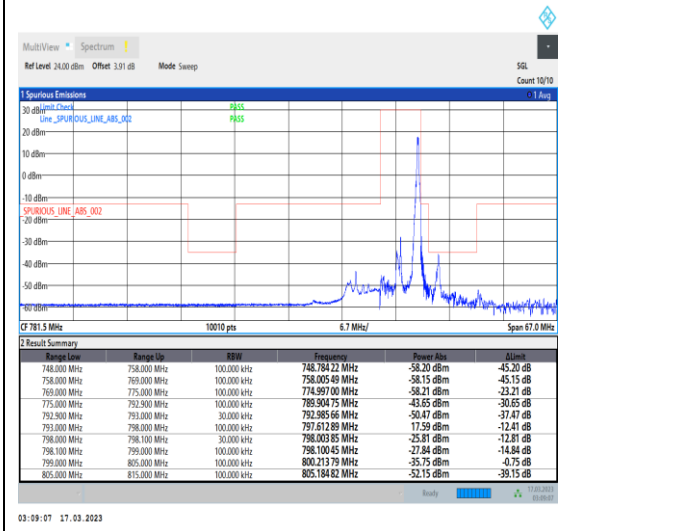 MultiView Spectrum
Ref Level 24.00 dBm Offset 3.91 dB Mode Sweep SGL
Count 10/10
1 Spurious Emissions 1 Avg
30 dBm Limit Check PASS
Line _SPURIOUS_LINE_ABS_002 PASS
20 dBm
10 dBm
0 dBm
-10 dBm
_SPURIOUS_LINE_ABS_002
-20 dBm
-30 dBm
-40 dBm
-50 dBm
-60 dBm
CF 781.5 MHz 10010 pts 6.7 MHz/ Span 67.0 MHz
2 Result Summary
Range Low Range Up RBW Frequency Power Abs ΔLimit
748.000 MHz 758.000 MHz 100.000 kHz 748.784 22 MHz -58.20 dBm -45.20 dB
758.000 MHz 769.000 MHz 100.000 kHz 758.005 49 MHz -58.15 dBm -45.15 dB
769.000 MHz 775.000 MHz 100.000 kHz 774.997 00 MHz -58.21 dBm -23.21 dB
775.000 MHz 792.900 MHz 100.000 kHz 789.904 75 MHz -43.65 dBm -30.65 dB
792.900 MHz 793.000 MHz 30.000 kHz 792.985 66 MHz -50.47 dBm -37.47 dB
793.000 MHz 798.000 MHz 100.000 kHz 797.612 89 MHz 17.59 dBm -12.41 dB
798.000 MHz 798.100 MHz 30.000 kHz 798.003 85 MHz -25.81 dBm -12.81 dB
798.100 MHz 799.000 MHz 100.000 kHz 798.100 45 MHz -27.84 dBm -14.84 dB
799.000 MHz 805.000 MHz 100.000 kHz 800.213 79 MHz -35.75 dBm -0.75 dB
805.000 MHz 815.000 MHz 100.000 kHz 805.184 82 MHz -52.15 dBm -39.15 dB
Ready 17.03.2023
03:09:07
03:09:07 17.03.2023